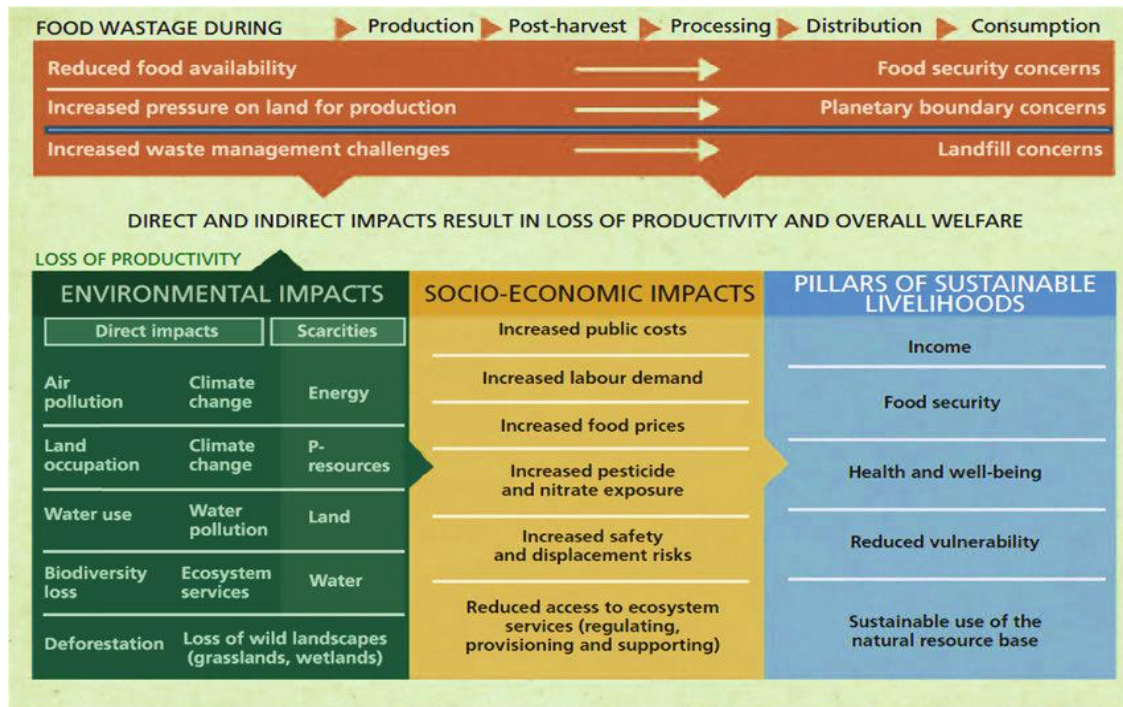 FOOD WASTAGE DURING Production Post-harvest Processing Distribution Consumption
Reduced food availability Food security concerns
Increased pressure on land for production Planetary boundary concerns
Increased waste management challenges Landfill concerns
DIRECT AND INDIRECT IMPACTS RESULT IN LOSS OF PRODUCTIVITY AND OVERALL WELFARE
LOSS OF PRODUCTIVITY
ENVIRONMENTAL IMPACTS
Direct impacts Scarcities
Air
pollution
Climate
change
Energy
Land
occupation
Climate
change
P-
resources
Water use
Water
pollution
Land
Biodiversity
loss
Ecosystem
services
Water
Deforestation
Loss of wild landscapes
(grasslands, wetlands)
SOCIO-ECONOMIC IMPACTS
Increased public costs
Increased labour demand
Increased food prices
Increased pesticide
and nitrate exposure
Increased safety
and displacement risks
Reduced access to ecosystem
services (regulating,
provisioning and supporting)
PILLARS OF SUSTAINABLE
LIVELIHOODS
Income
Food security
Health and well-being
Reduced vulnerability
Sustainable use of the
natural resource base